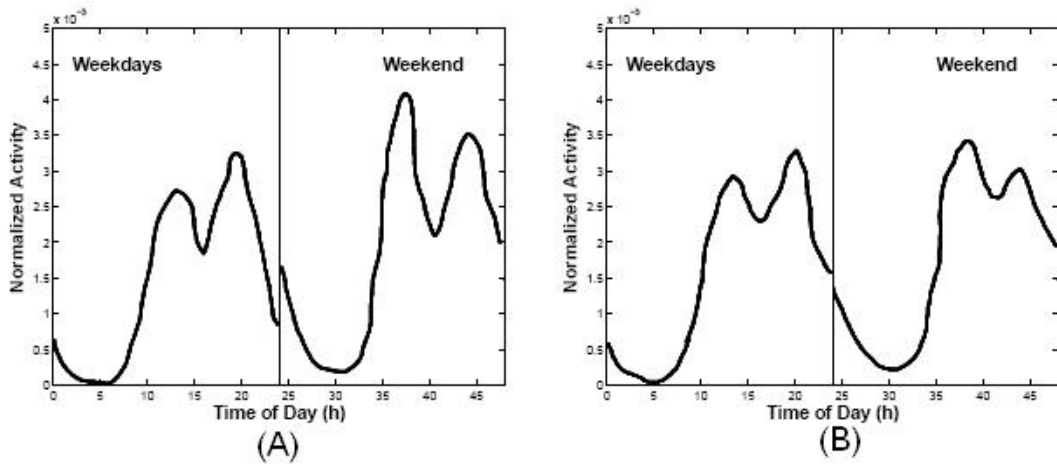 x 10⁻³
5
4.5
4
3.5
3
2.5
2
1.5
1
0.5
0
Normalized Activity
Weekdays
Weekend
0 5 10 15 20 25 30 35 40 45
Time of Day (h)
(A)
x 10⁻³
5
4.5
4
3.5
3
2.5
2
1.5
1
0.5
0
Normalized Activity
Weekdays
Weekend
0 5 10 15 20 25 30 35 40 45
Time of Day (h)
(B)